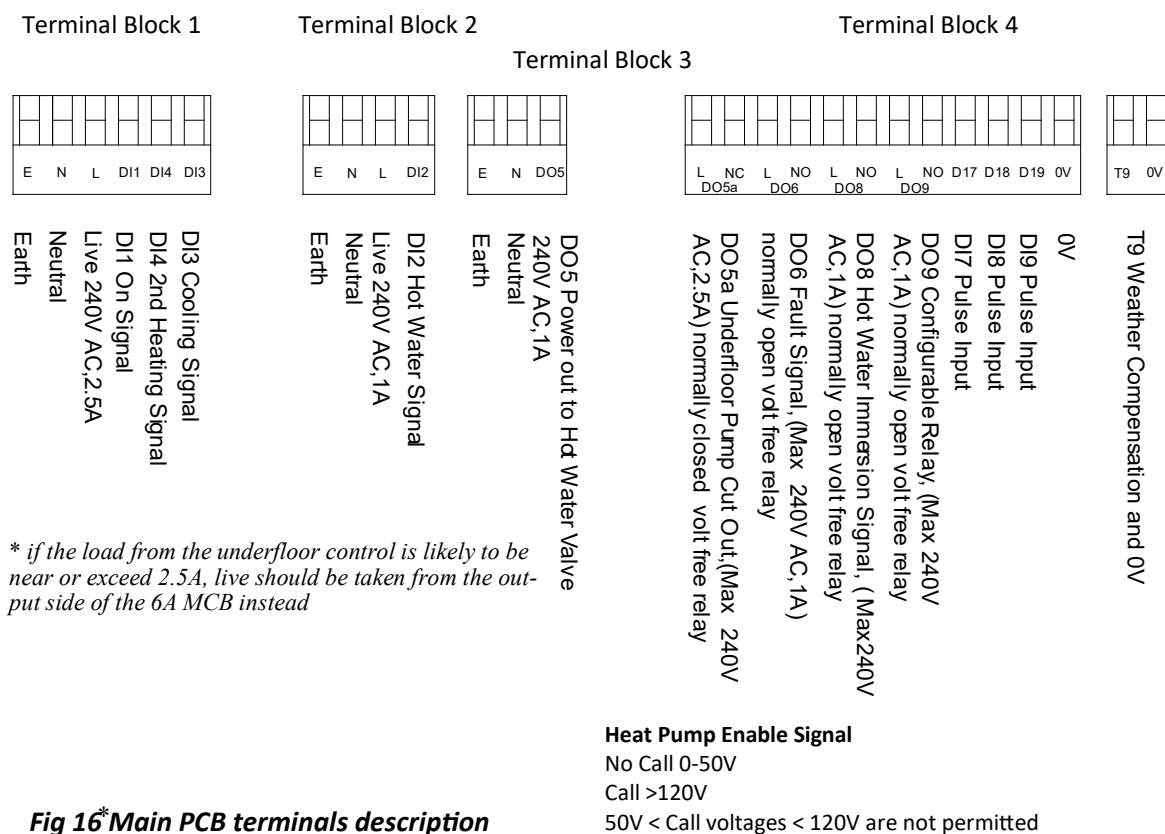 Terminal Block 1
Terminal Block 2
Terminal Block 3
Terminal Block 4
E N L DI1 DI4 DI3
E N L DI2
E N DO5
L NC L NO L NO L NO D17 D18 D19 0V
DO5a DO6 DO8 DO9
T9 0V
Earth
Neutral
Live 240V AC,2.5A
DI1 On Signal
DI4 2nd Heating Signal
DI3 Cooling Signal
Earth
Neutral
Live 240V AC,1A
DI2 Hot Water Signal
Earth
Neutral
DO5 Power out to Hot Water Valve
240V AC,1A
DO5a Underfloor Pump Cut Out,(Max 240V
AC,2.5A) normally closed volt free relay
DO6 Fault Signal, (Max 240V AC,1A)
normally open volt free relay
DO8 Hot Water Immersion Signal, ( Max240V
AC,1A) normally open volt free relay
DO9 Configurable Relay, (Max 240V
AC,1A) normally open volt free relay
DI7 Pulse Input
DI8 Pulse Input
DI9 Pulse Input
0V
T9 Weather Compensation and 0V
* if the load from the underfloor control is likely to be
near or exceed 2.5A, live should be taken from the out-
put side of the 6A MCB instead
Heat Pump Enable Signal
No Call 0-50V
Call >120V
50V < Call voltages < 120V are not permitted
Fig 16*Main PCB terminals description